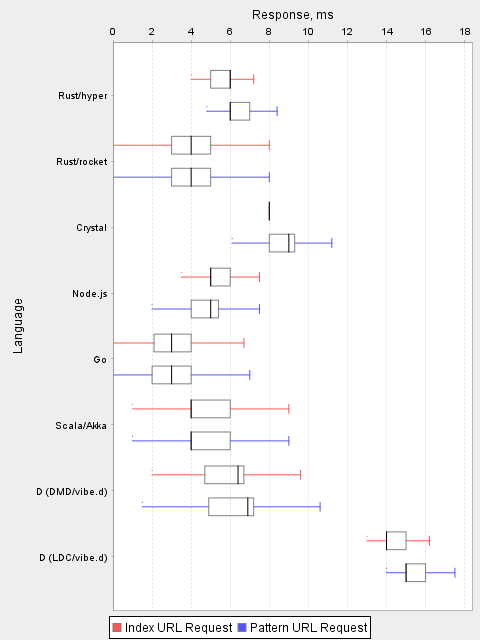 Response, ms
0 2 4 6 8 10 12 14 16 18
Rust/hyper
Rust/rocket
Crystal
Node.js
Language
Go
Scala/Akka
D (DMD/vibe.d)
D (LDC/vibe.d)
Index URL Request Pattern URL Request